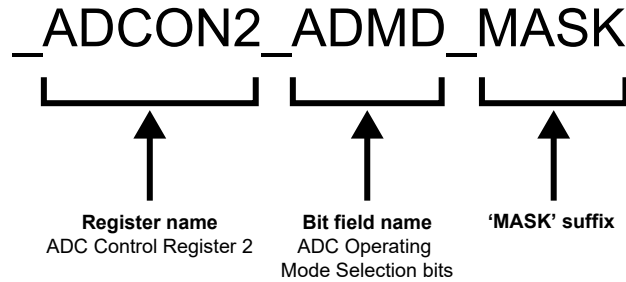 _ADCON2_ADMD_MASK
Register name
ADC Control Register 2
Bit field name
ADC Operating
Mode Selection bits
‘MASK’ suffix